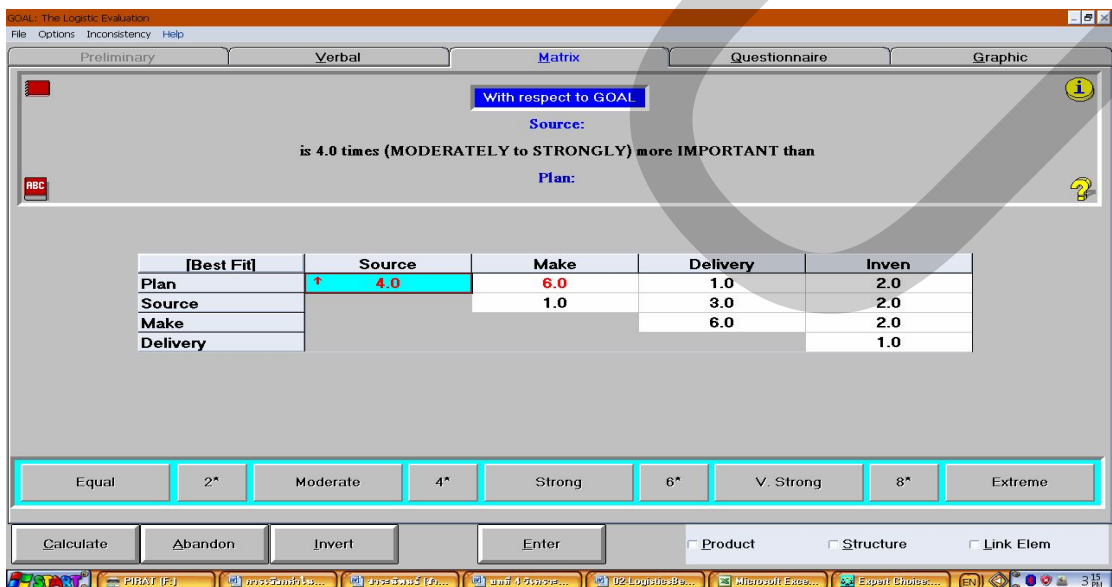 GOAL: The Logistic Evaluation
File Options Inconsistency Help
Preliminary Verbal Matrix Questionnaire Graphic
With respect to GOAL
Source:
is 4.0 times (MODERATELY to STRONGLY) more IMPORTANT than
Plan:
ABC
[Best Fit] Source Make Delivery Inven
Plan 4.0 6.0 1.0 2.0
Source 1.0 3.0 2.0
Make 6.0 2.0
Delivery 1.0
Equal 2* Moderate 4* Strong 6* V. Strong 8* Extreme
Calculate Abandon Invert Enter Product Structure Link Elem
START PIRAT (F:) 02-LogisticsBe... Microsoft Exce... Expert Choice... EN